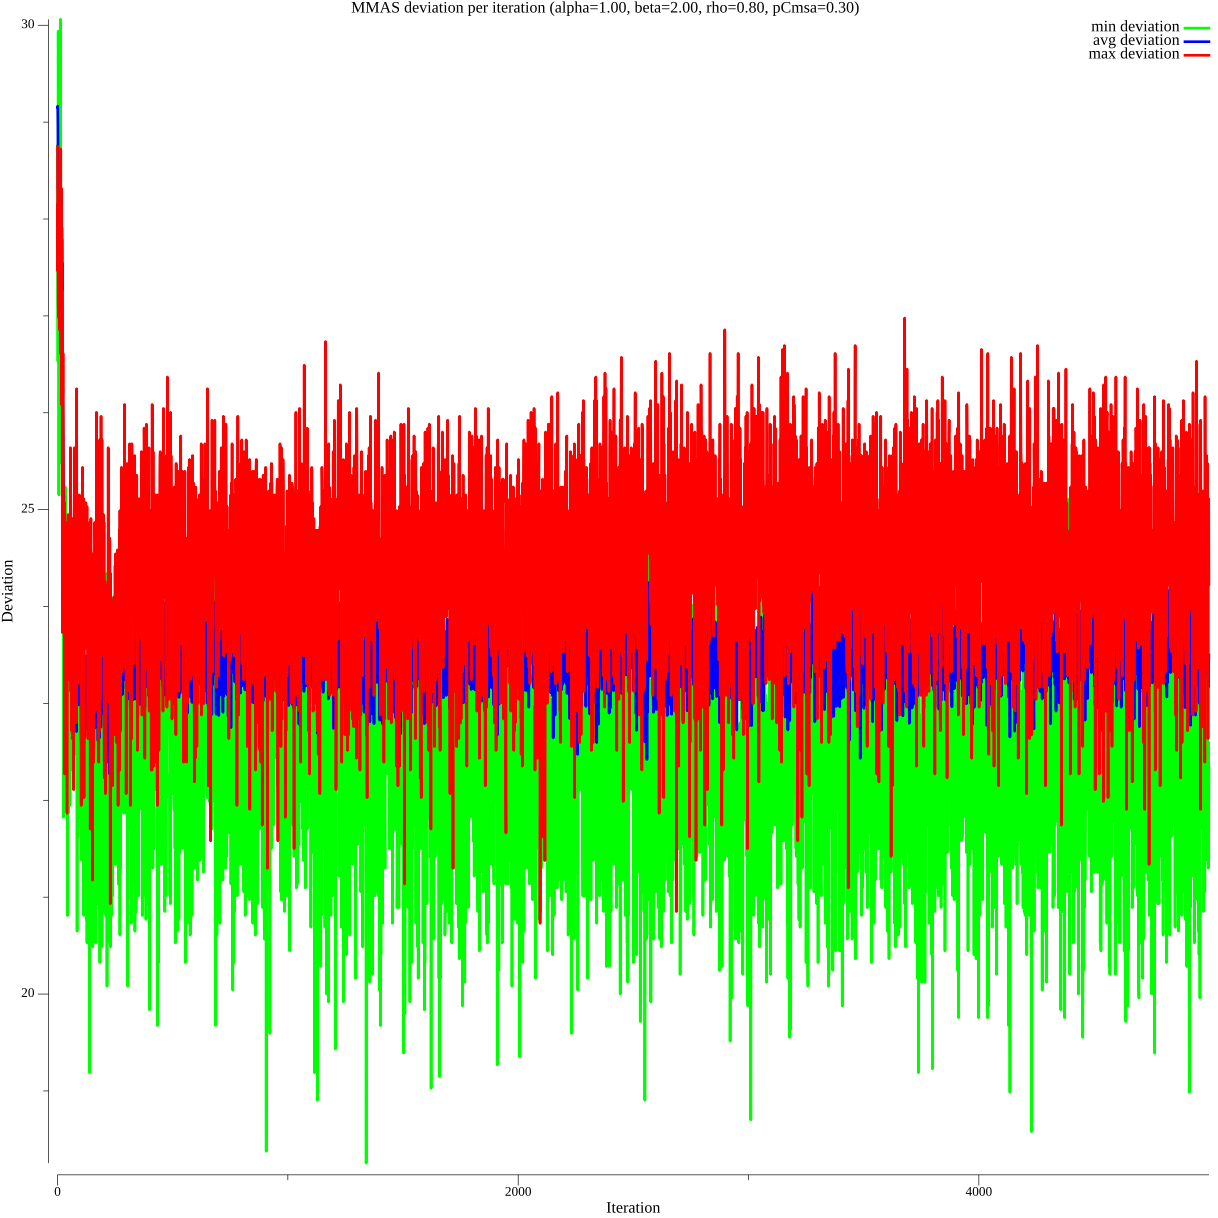 MMAS deviation per iteration (alpha=1.00, beta=2.00, rho=0.80, pCmsa=0.30)
min deviation
avg deviation
max deviation
30
25
20
Deviation
0
2000
4000
Iteration